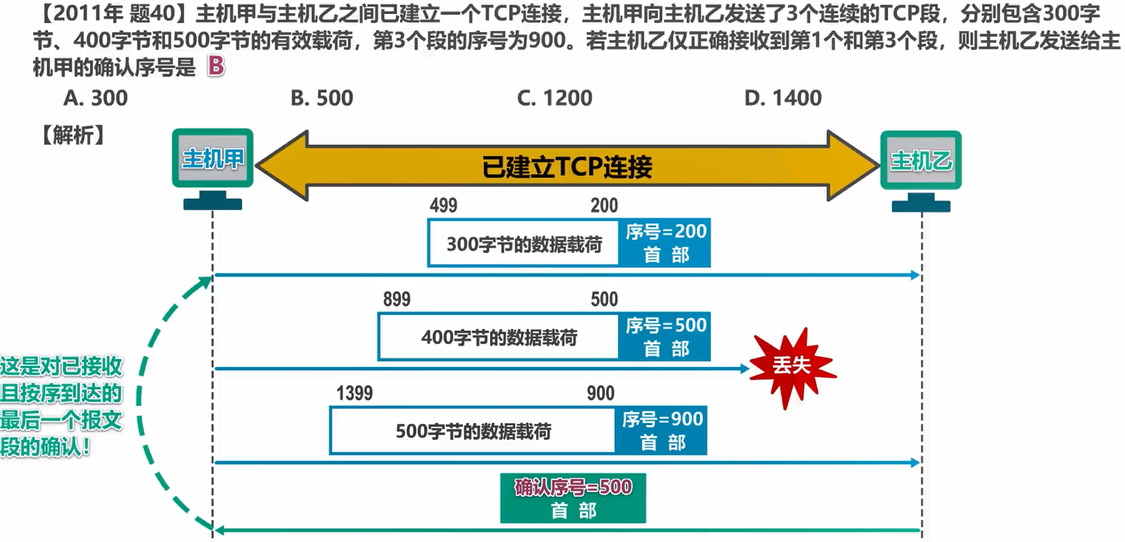 【2011年 题40】主机甲与主机乙之间已建立一个TCP连接，主机甲向主机乙发送了3个连续的TCP段，分别包含300字
节、400字节和500字节的有效载荷，第3个段的序号为900。若主机乙仅正确接收到第1个和第3个段，则主机乙发送给主
机甲的确认序号是 B
A. 300 B. 500 C. 1200 D. 1400
【解析】
主机甲
已建立TCP连接
主机乙
499 200
300字节的数据载荷
序号=200
首 部
899 500
400字节的数据载荷
序号=500
首 部
丢失
1399 900
500字节的数据载荷
序号=900
首 部
这是对已接收
且按序到达的
最后一个报文
段的确认！
确认序号=500
首 部